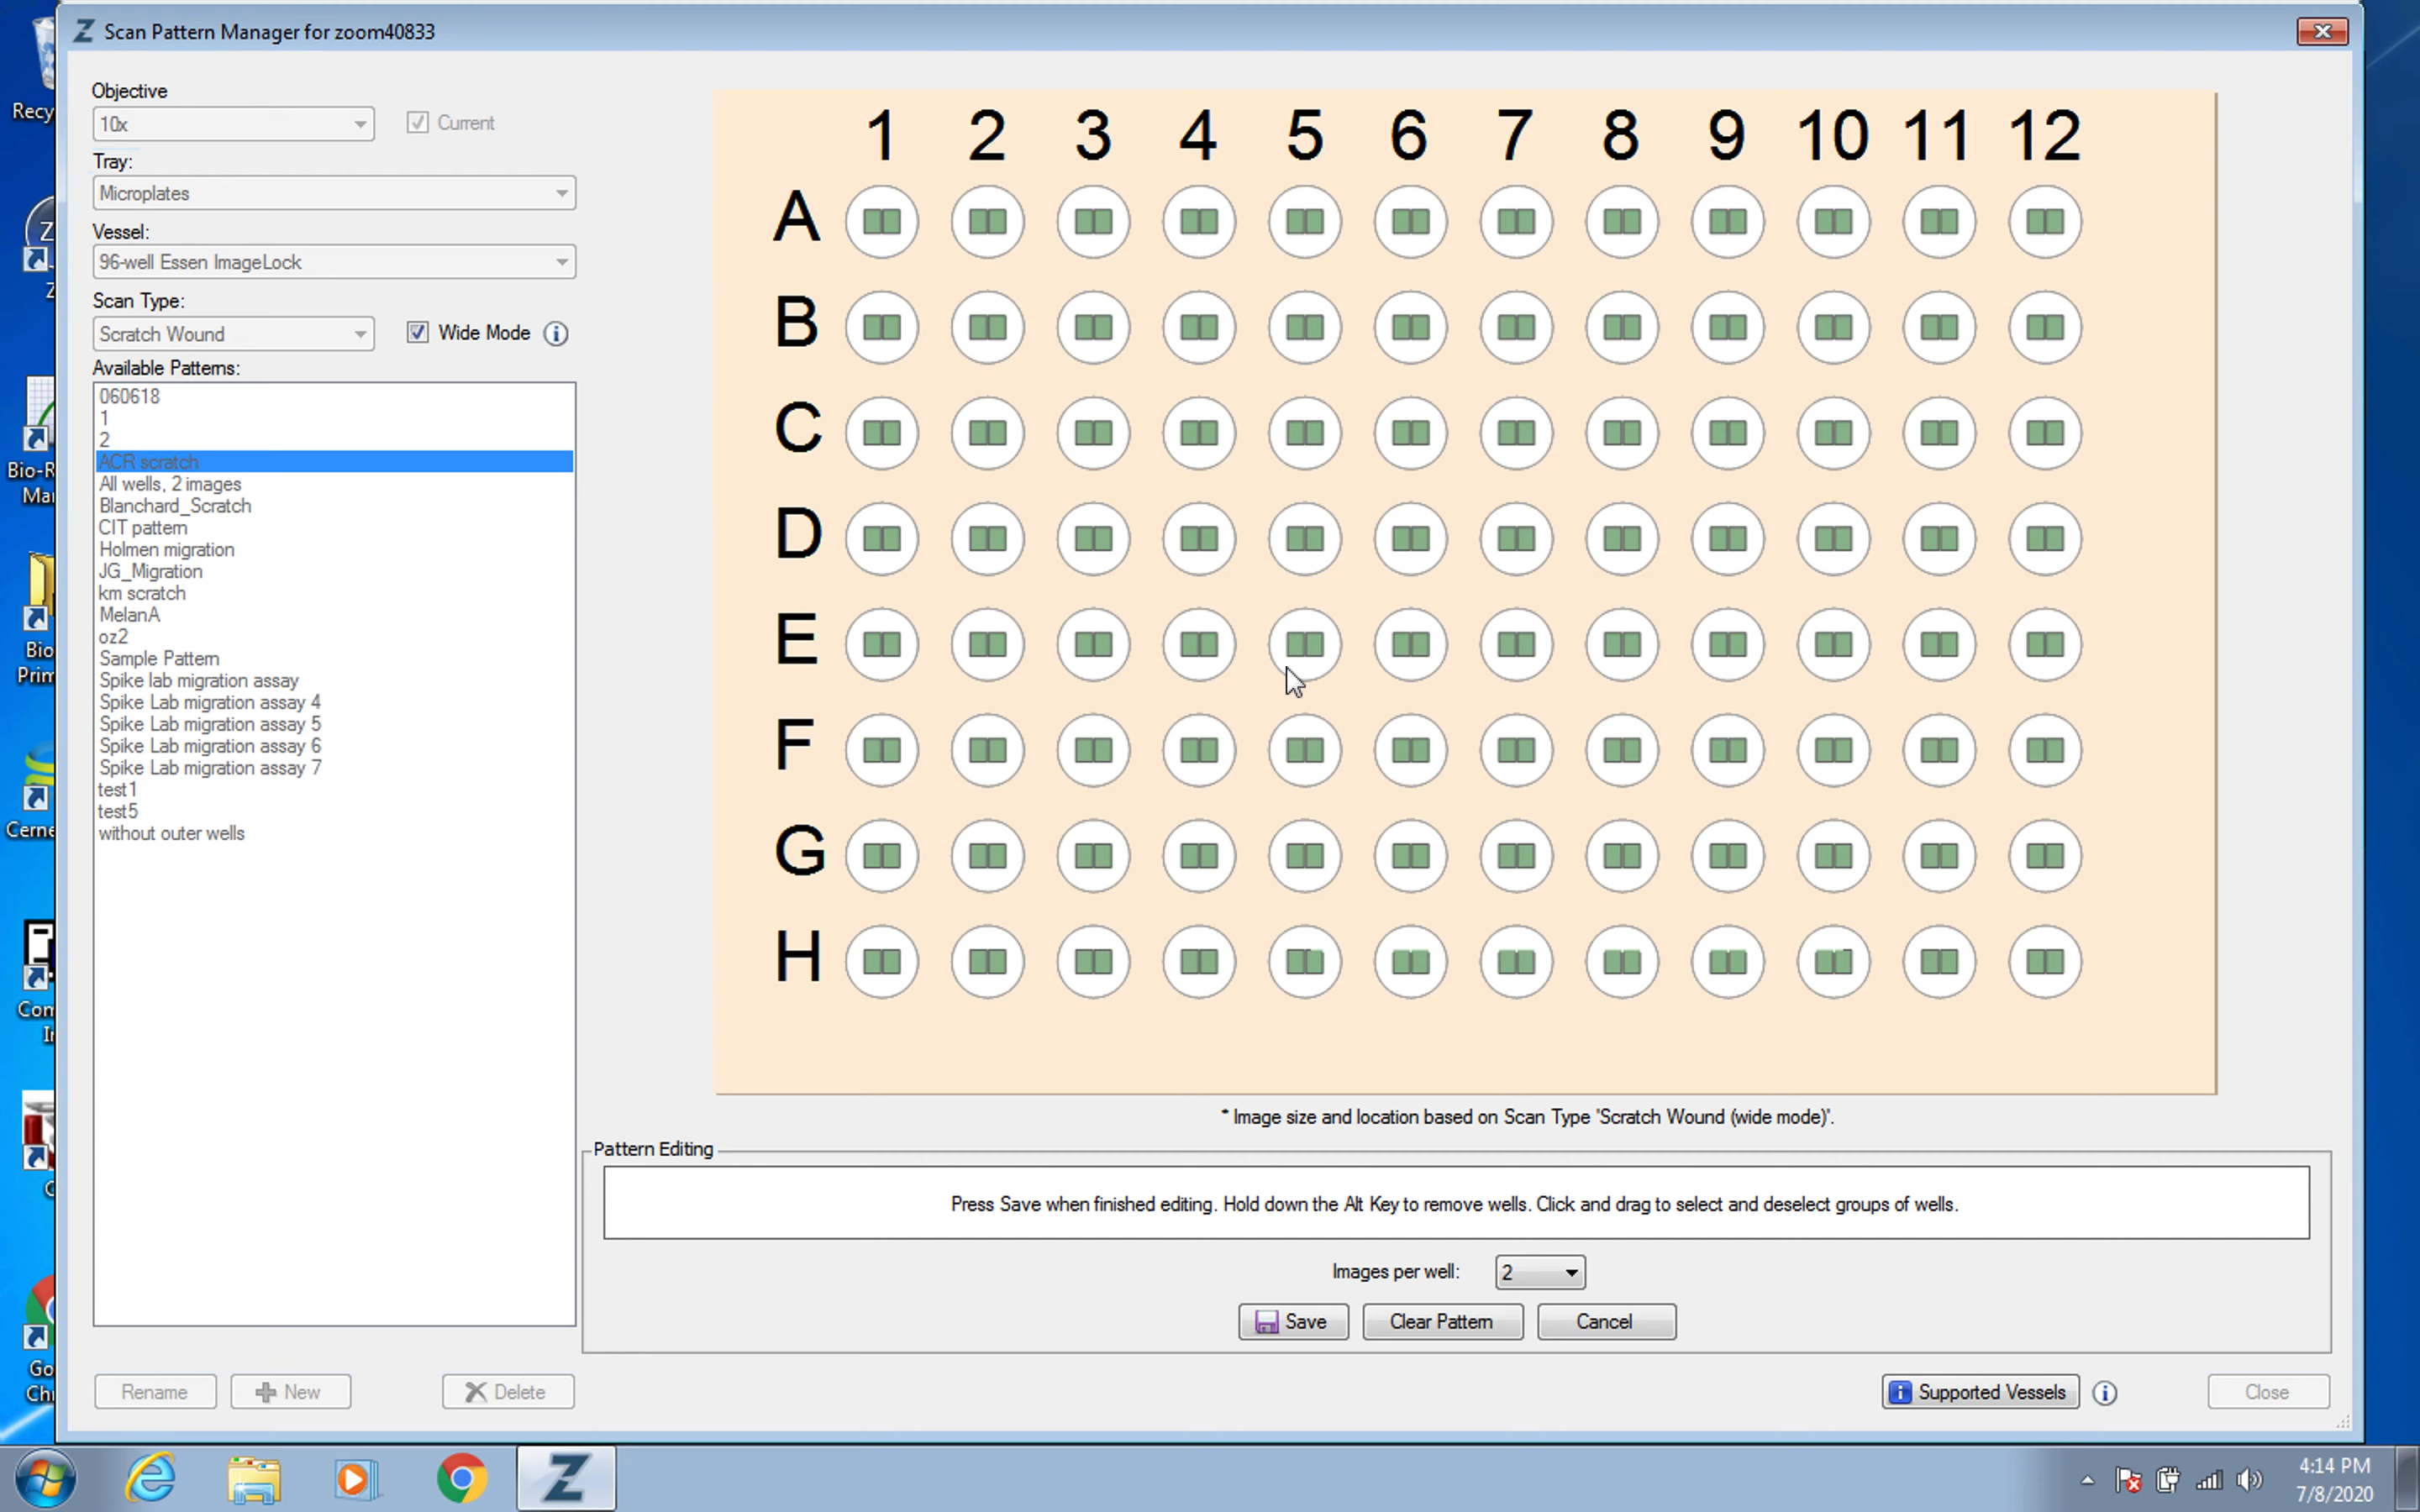 Scan Pattern Manager for zoom40833
Recy
Objective
10x
Current
Tray:
Microplates
Vessel:
96-well Essen ImageLock
Scan Type:
Scratch Wound
Wide Mode
Available Patterns:
060618
1
2
ACR scratch
All wells, 2 images
Blanchard_Scratch
CIT pattern
Holmen migration
JG_Migration
km scratch
MelanA
oz2
Sample Pattern
Spike lab migration assay
Spike Lab migration assay 4
Spike Lab migration assay 5
Spike Lab migration assay 6
Spike Lab migration assay 7
test1
test5
without outer wells
1 2 3 4 5 6 7 8 9 10 11 12
A
B
C
D
E
F
G
H
* Image size and location based on Scan Type 'Scratch Wound (wide mode)'.
Pattern Editing
Press Save when finished editing. Hold down the Alt Key to remove wells. Click and drag to select and deselect groups of wells.
Images per well: 2
Save Clear Pattern Cancel
Rename New Delete
Supported Vessels
Close
Z
Bio-R
Mar
Bio
Prim
Cerne
Com
Go
Chr
4:14 PM
7/8/2020